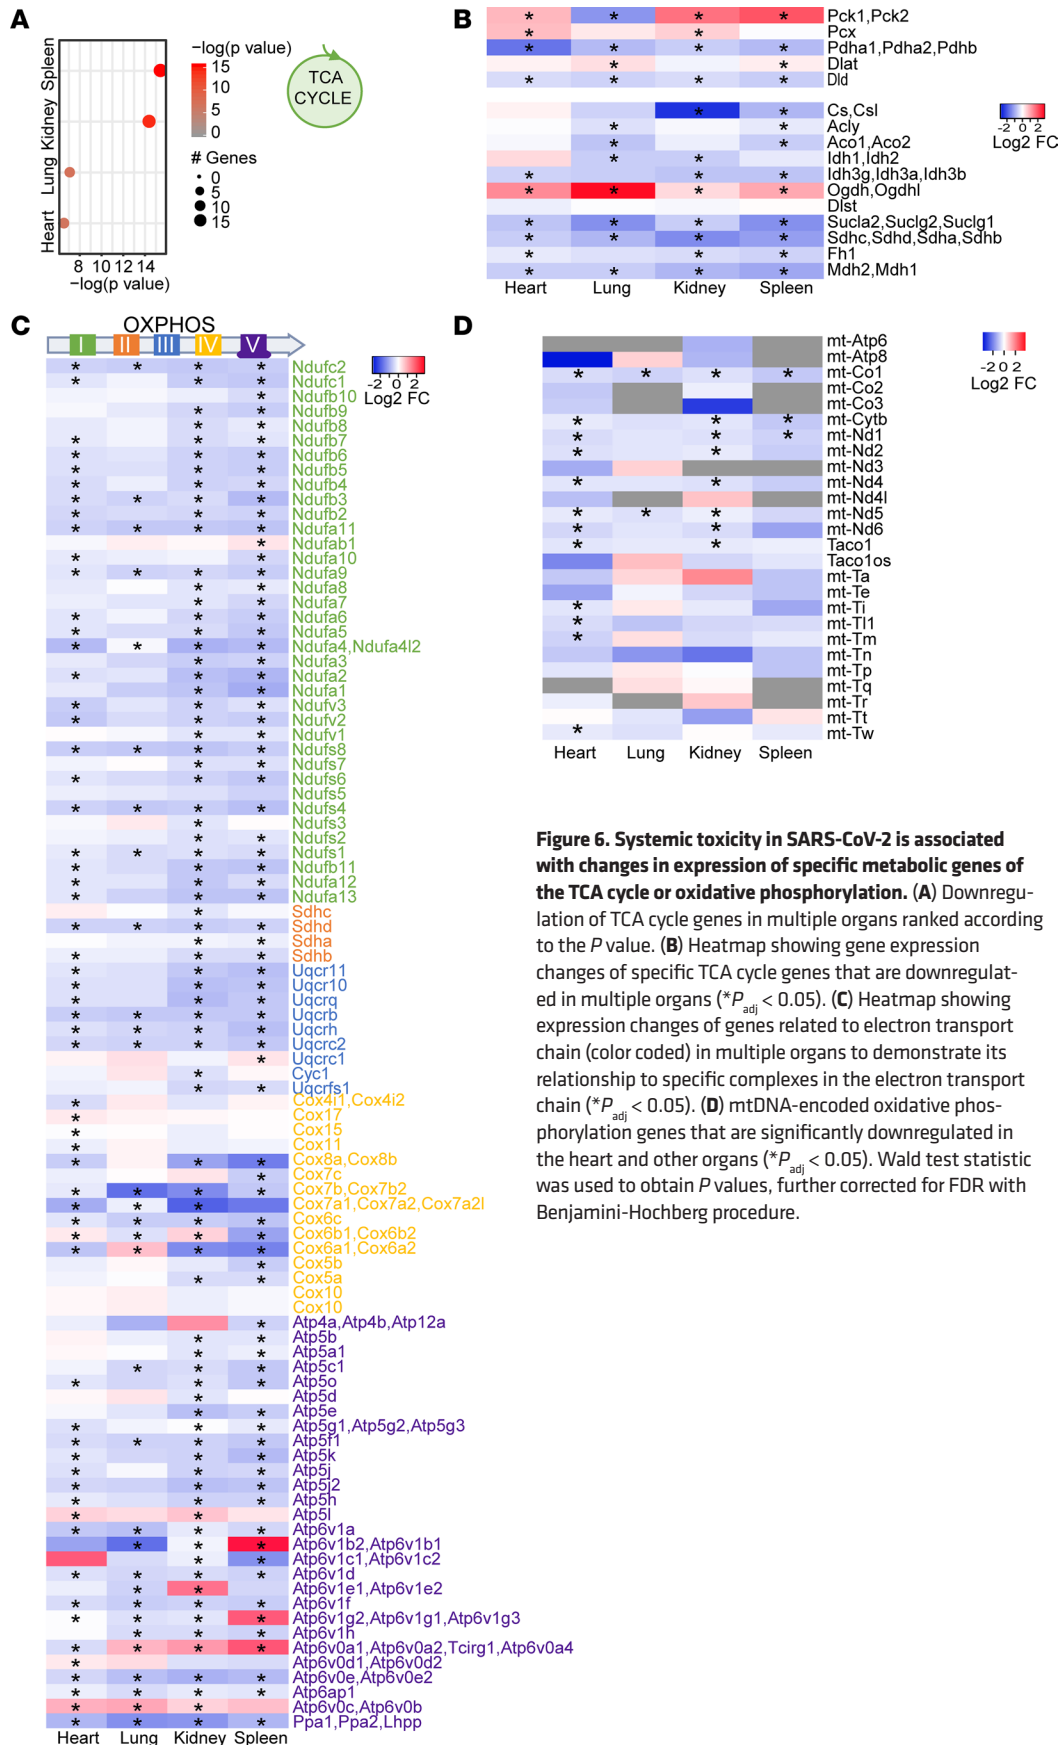 A
Spleen
Kidney
Lung
Heart
8 10 12 14
−log(p value)
−log(p value)
15
10
5
0
# Genes
0
5
10
15
TCA
CYCLE
B
* * * * Pck1,Pck2
* * Pcx
* * * * Pdha1,Pdha2,Pdhb
* * Dlat
* * * * Dld
* * Cs,Csl
* * Acly
* * Aco1,Aco2
* * Idh1,Idh2
* * * Idh3g,Idh3a,Idh3b
* * * * Ogdh,Ogdhl
Dlst
* * * * Sucla2,Suclg2,Suclg1
* * * * Sdhc,Sdhd,Sdha,Sdhb
* * * Fh1
* * * * Mdh2,Mdh1
Heart Lung Kidney Spleen
-2 0 2
Log2 FC
C
OXPHOS
I II III IV V
-2 0 2
Log2 FC
* * * * Ndufc2
* * * Ndufc1
* Ndufb10
* * Ndufb9
* * Ndufb8
* * * Ndufb7
* * * Ndufb6
* * * Ndufb5
* * * Ndufb4
* * * * Ndufb3
* * * Ndufb2
* * * * Ndufa11
* Ndufab1
* * Ndufa10
* * * * Ndufa9
* * Ndufa8
* * Ndufa7
* * * Ndufa6
* * * Ndufa5
* * * * Ndufa4,Ndufa4l2
* * Ndufa3
* * * Ndufa2
* * Ndufa1
* * * Ndufv3
* * * Ndufv2
* * Ndufv1
* * * * Ndufs8
* * Ndufs7
* * * Ndufs6
Ndufs5
* * * * Ndufs4
* Ndufs3
* * Ndufs2
* * * * Ndufs1
* * * Ndufb11
* * * Ndufa12
* * * Ndufa13
* Sdhc
* * * * Sdhd
* * Sdha
* * * Sdhb
* * * Uqcr11
* * * Uqcr10
* * * Uqcrq
* * * * Uqcrb
* * * * Uqcrh
* * * * Uqcrc2
* Uqcrc1
* Cyc1
* * Uqcrfs1
* Cox4i1,Cox4i2
* Cox17
* Cox15
* Cox11
* * * Cox8a,Cox8b
* Cox7c
* * * * Cox7b,Cox7b2
* * * Cox7a1,Cox7a2,Cox7a2l
* * * * Cox6c
* * * * Cox6b1,Cox6b2
* * * * Cox6a1,Cox6a2
* Cox5b
* * Cox5a
Cox10
Cox10
* Atp4a,Atp4b,Atp12a
* * Atp5b
* * Atp5a1
* * * Atp5c1
* * * Atp5o
* Atp5d
* * Atp5e
* * * Atp5g1,Atp5g2,Atp5g3
* * * * Atp5f1
* * * Atp5k
* * * Atp5j
* * * Atp5j2
* * * Atp5h
* * Atp5l
* * * * Atp6v1a
* * * Atp6v1b2,Atp6v1b1
* * Atp6v1c1,Atp6v1c2
* * * * Atp6v1d
* * Atp6v1e1,Atp6v1e2
* * * * Atp6v1f
* * * * Atp6v1g2,Atp6v1g1,Atp6v1g3
* * * Atp6v1h
* * * * Atp6v0a1,Atp6v0a2,Tcirg1,Atp6v0a4
* Atp6v0d1,Atp6v0d2
* * * * Atp6v0e,Atp6v0e2
* * * * Atp6ap1
* * * Atp6v0c,Atp6v0b
* * * * Ppa1,Ppa2,Lhpp
Heart Lung Kidney Spleen
D
mt-Atp6
mt-Atp8
* * * * mt-Co1
mt-Co2
mt-Co3
* * * mt-Cytb
* * * mt-Nd1
* * mt-Nd2
mt-Nd3
* * mt-Nd4
mt-Nd4l
* * * mt-Nd5
* * mt-Nd6
* * Taco1
Taco1os
mt-Ta
mt-Te
* mt-Ti
* mt-Tl1
* mt-Tm
mt-Tn
mt-Tp
mt-Tq
mt-Tr
mt-Tt
* mt-Tw
Heart Lung Kidney Spleen
-2 0 2
Log2 FC
Figure 6. Systemic toxicity in SARS-CoV-2 is associated
with changes in expression of specific metabolic genes of
the TCA cycle or oxidative phosphorylation. (A) Downregu-
lation of TCA cycle genes in multiple organs ranked according
to the P value. (B) Heatmap showing gene expression
changes of specific TCA cycle genes that are downregulat-
ed in multiple organs (*Padj < 0.05). (C) Heatmap showing
expression changes of genes related to electron transport
chain (color coded) in multiple organs to demonstrate its
relationship to specific complexes in the electron transport
chain (*Padj < 0.05). (D) mtDNA-encoded oxidative phos-
phorylation genes that are significantly downregulated in
the heart and other organs (*Padj < 0.05). Wald test statistic
was used to obtain P values, further corrected for FDR with
Benjamini-Hochberg procedure.